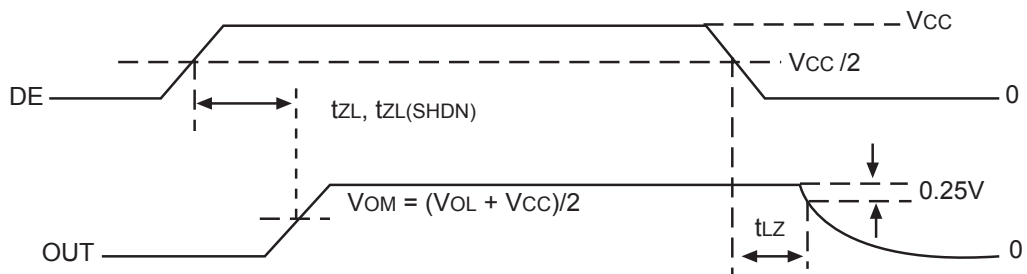 VCC
VCC /2
DE
0
tZL, tZL(SHDN)
0.25V
VOM = (VOL + VCC)/2
tLZ
OUT
0